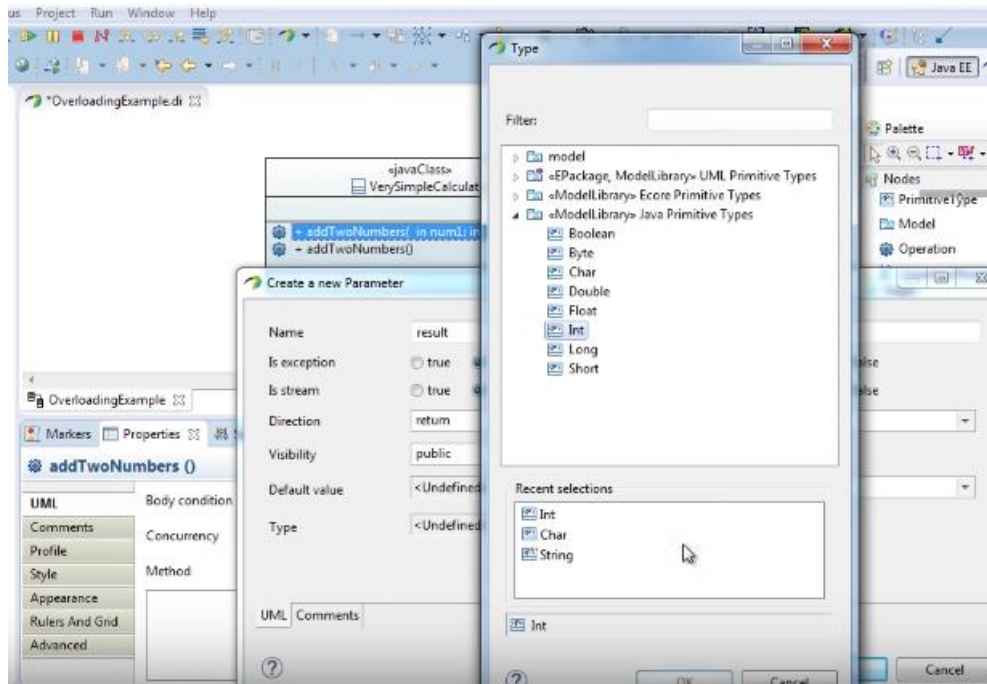 us Project Run Window Help
Java EE
*OverloadingExample.di
«javaClass»
VerySimpleCalculat
+ addTwoNumbers( in num1: in
+ addTwoNumbers()
OverloadingExample
Markers Properties
addTwoNumbers ()
UML
Comments
Profile
Style
Appearance
Rulers And Grid
Advanced
Body condition
Concurrency
Method
Create a new Parameter
Name result
Is exception true alse
Is stream true alse
Direction return
Visibility public
Default value <Undefined
Type <Undefined
UML Comments
Cancel
Type
Filter:
model
«EPackage, ModelLibrary» UML Primitive Types
«ModelLibrary» Ecore Primitive Types
«ModelLibrary» Java Primitive Types
Boolean
Byte
Char
Double
Float
Int
Long
Short
Recent selections
Int
Char
String
Int
OK Cancel
Palette
Nodes
PrimitiveType
Model
Operation